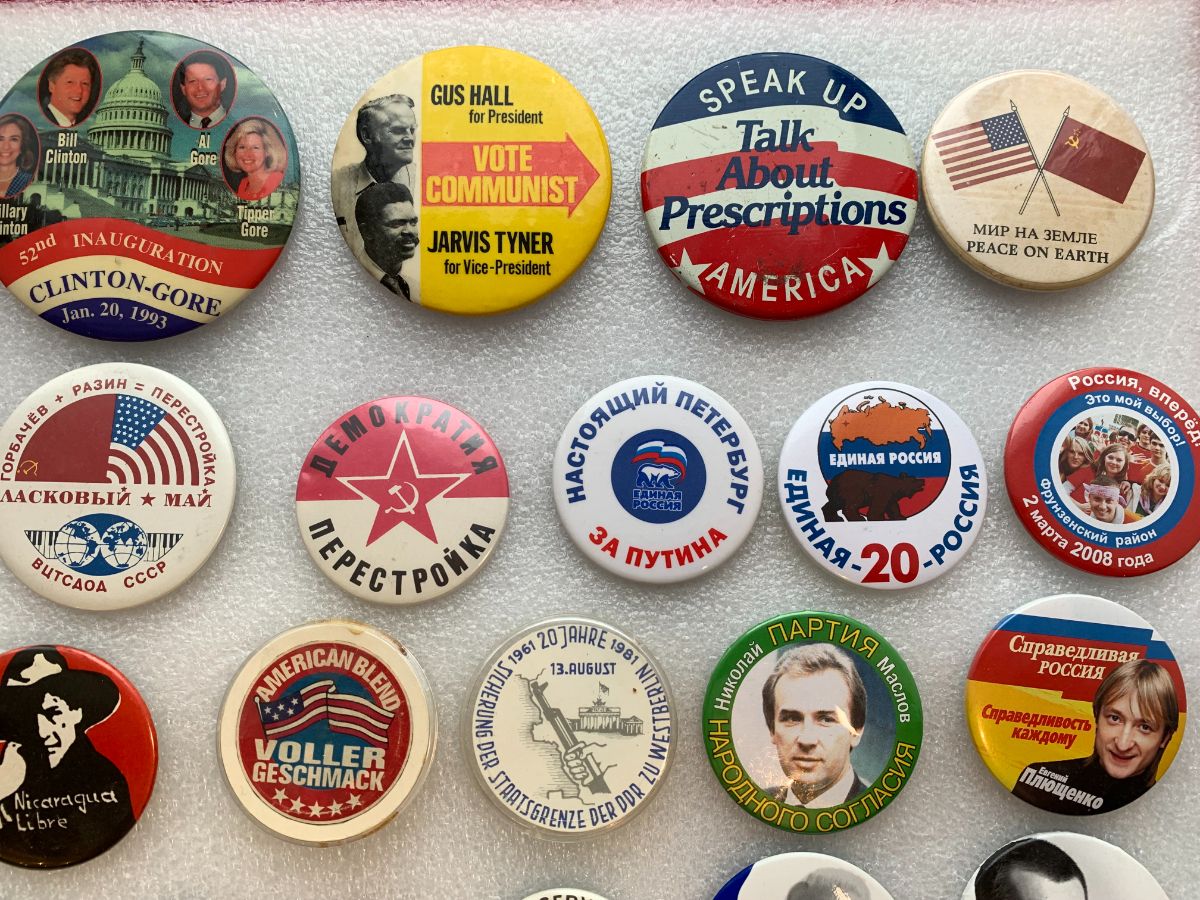 Bill
Clinton
Al
Gore
Tipper
Gore
52nd INAUGURATION
CLINTON-GORE
Jan. 20, 1993
GUS HALL
for President
VOTE
COMMUNIST
JARVIS TYNER
for Vice-President
SPEAK UP
Talk
About
Prescriptions
AMERICA
МИР НА ЗЕМЛЕ
PEACE ON EARTH
ГОРБАЧЁВ + РАЗИН = ПЕРЕСТРОЙКА
ЛАСКОВЫЙ ★ МАЙ
ВЦТСДОД СССР
ДЕМОКРАТИЯ
ПЕРЕСТРОЙКА
НАСТОЯЩИЙ ПЕТЕРБУРГ
ЕДИНАЯ
РОССИЯ
ЗА ПУТИНА
ЕДИНАЯ РОССИЯ
ЕДИНАЯ-20-РОССИЯ
Россия, вперёд!
Это мой выбор!
Фрунзенский район
2 марта 2008 года
Nicaragua
Libre
AMERICAN BLEND
VOLLER
GESCHMACK
1961 20 JAHRE 1981
13. AUGUST
SICHERUNG DER STAATSGRENZE DER DDR ZU WESTBERLIN
ПАРТИЯ
Николай Маслов
НАРОДНОГО СОГЛАСИЯ
Справедливая
РОССИЯ
Справедливость
каждому
Евгений
Плющенко